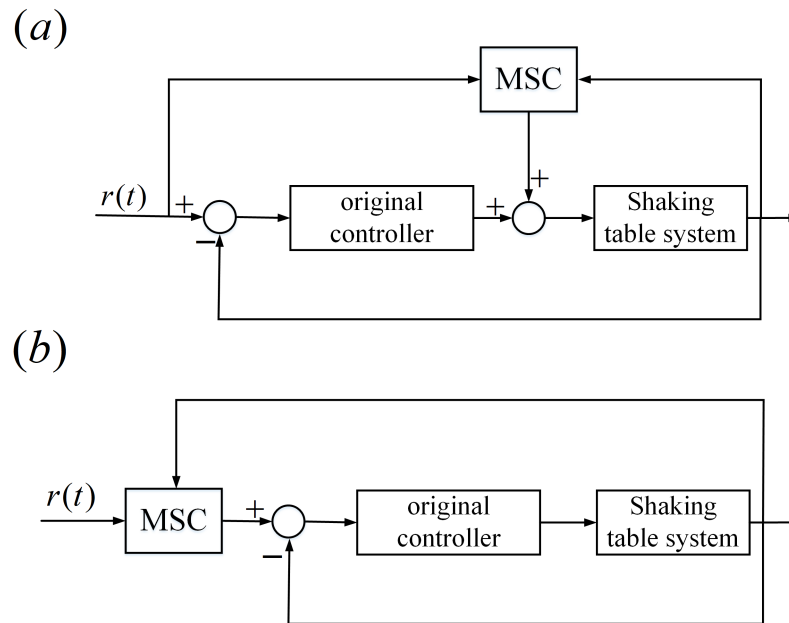 (a)
MSC
r(t)
+
−
original
controller
+
+
Shaking
table system
(b)
r(t)
MSC
+
−
original
controller
Shaking
table system